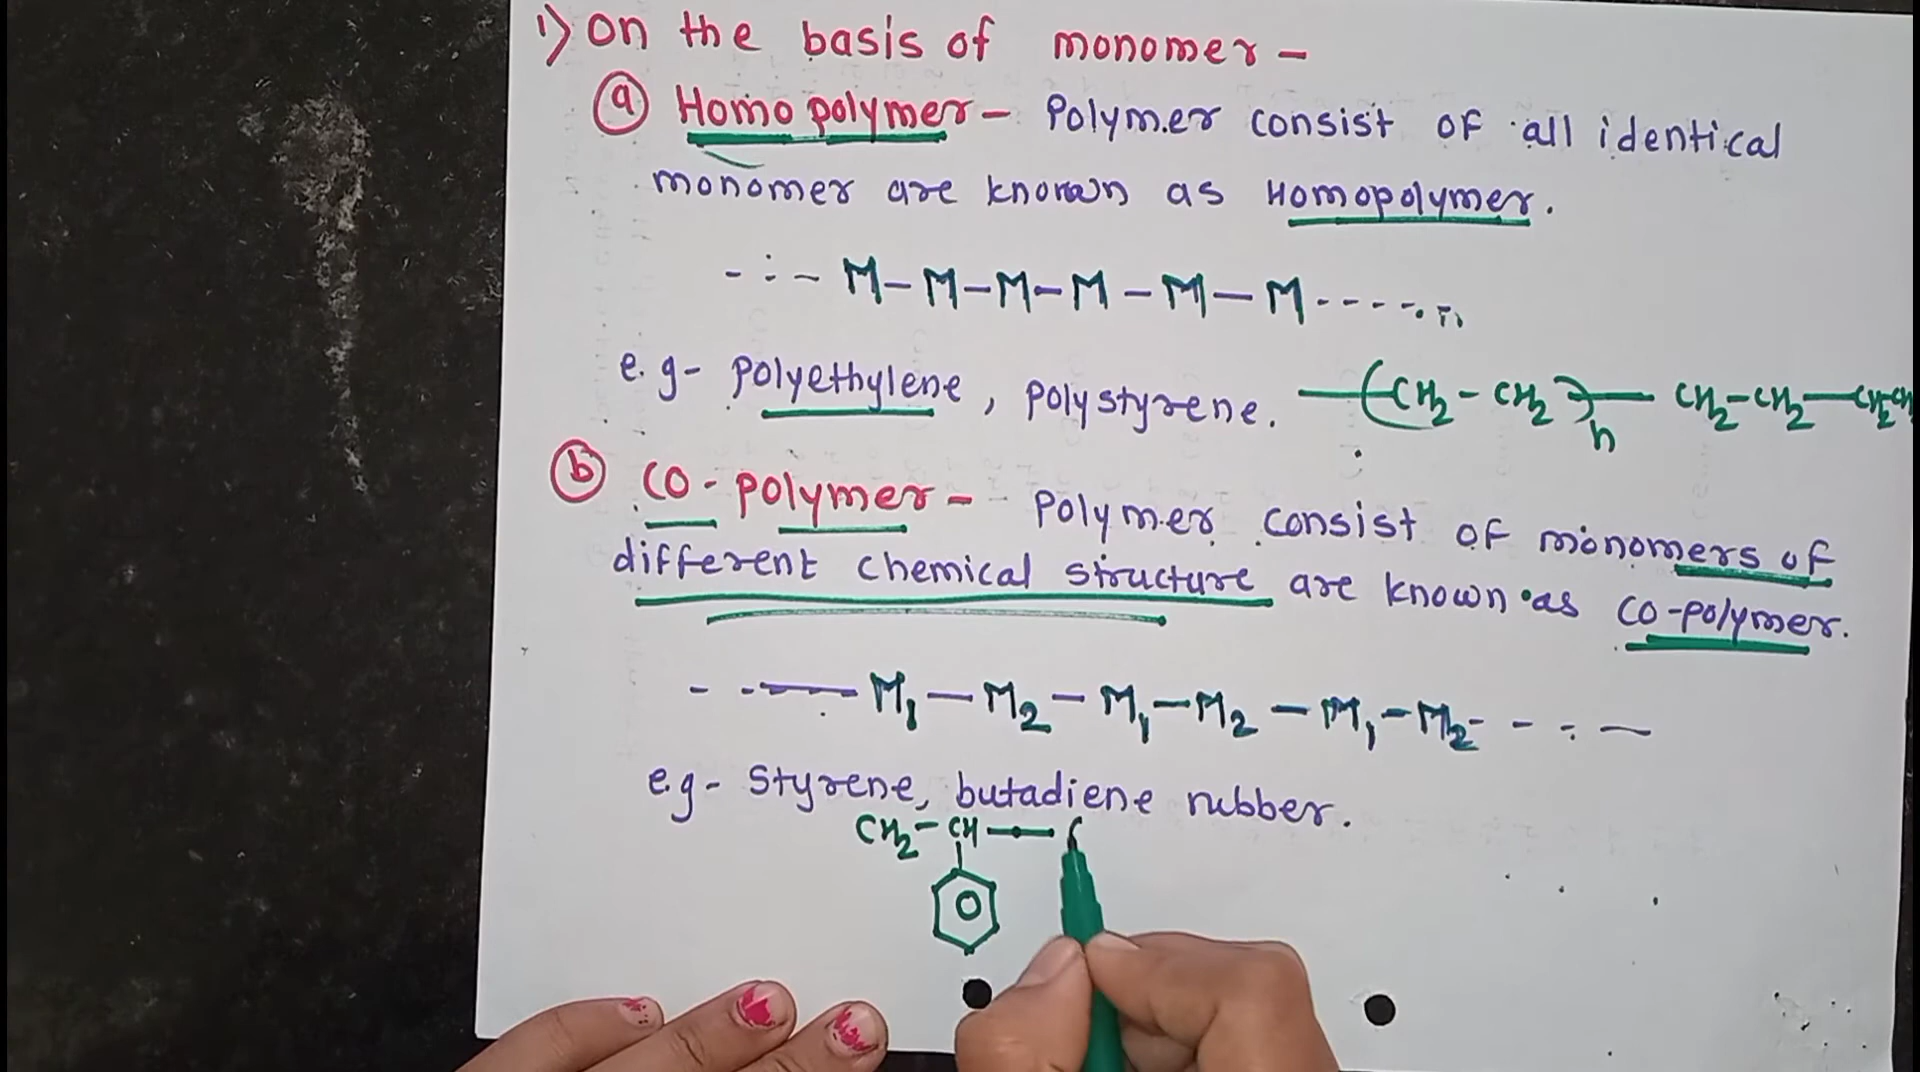 1) on the basis of monomer –
(a) Homo polymer – Polymer consist of all identical
monomer are known as Homopolymer.
- - - M – M – M – M – M – M - - - - -
e.g - polyethylene, polystyrene. —(CH2 - CH2)n— CH2-CH2—CH2CH
(b) co - polymer - Polymer consist of monomers of
different chemical structure are known as co-polymer.
- - — M1 — M2 — M1 — M2 — M1 – M2 - - - —
e.g - Styrene, butadiene rubber.
CH2 - CH —